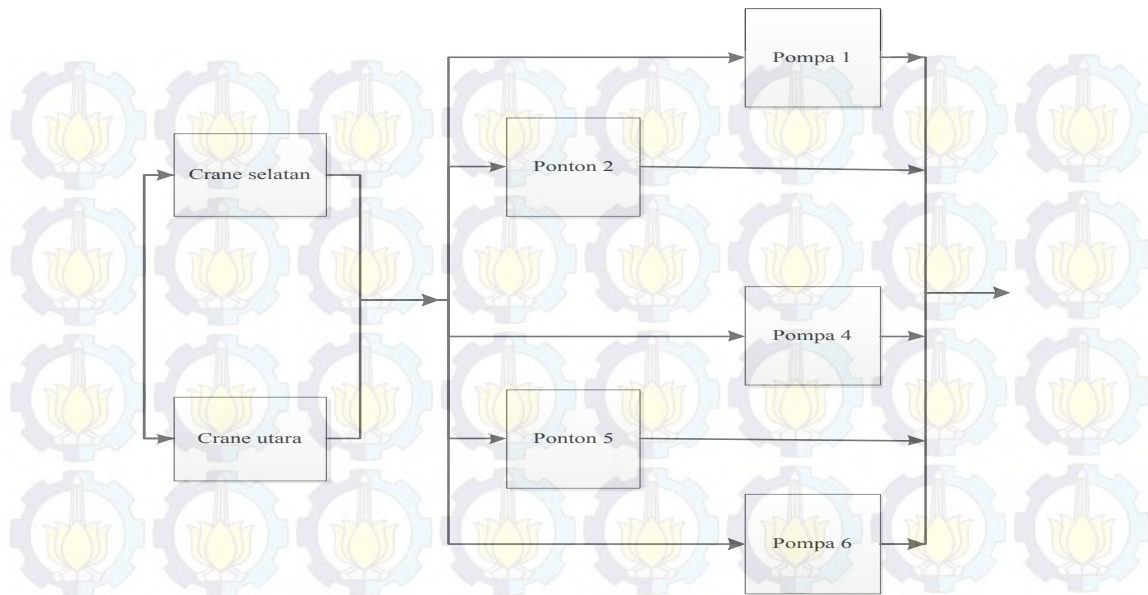 Pompa 1
Ponton 2
Crane selatan
Pompa 4
Crane utara
Ponton 5
Pompa 6